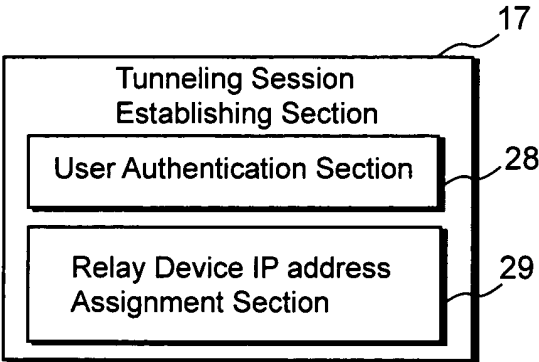 17
Tunneling Session
Establishing Section
User Authentication Section
28
Relay Device IP address
Assignment Section
29